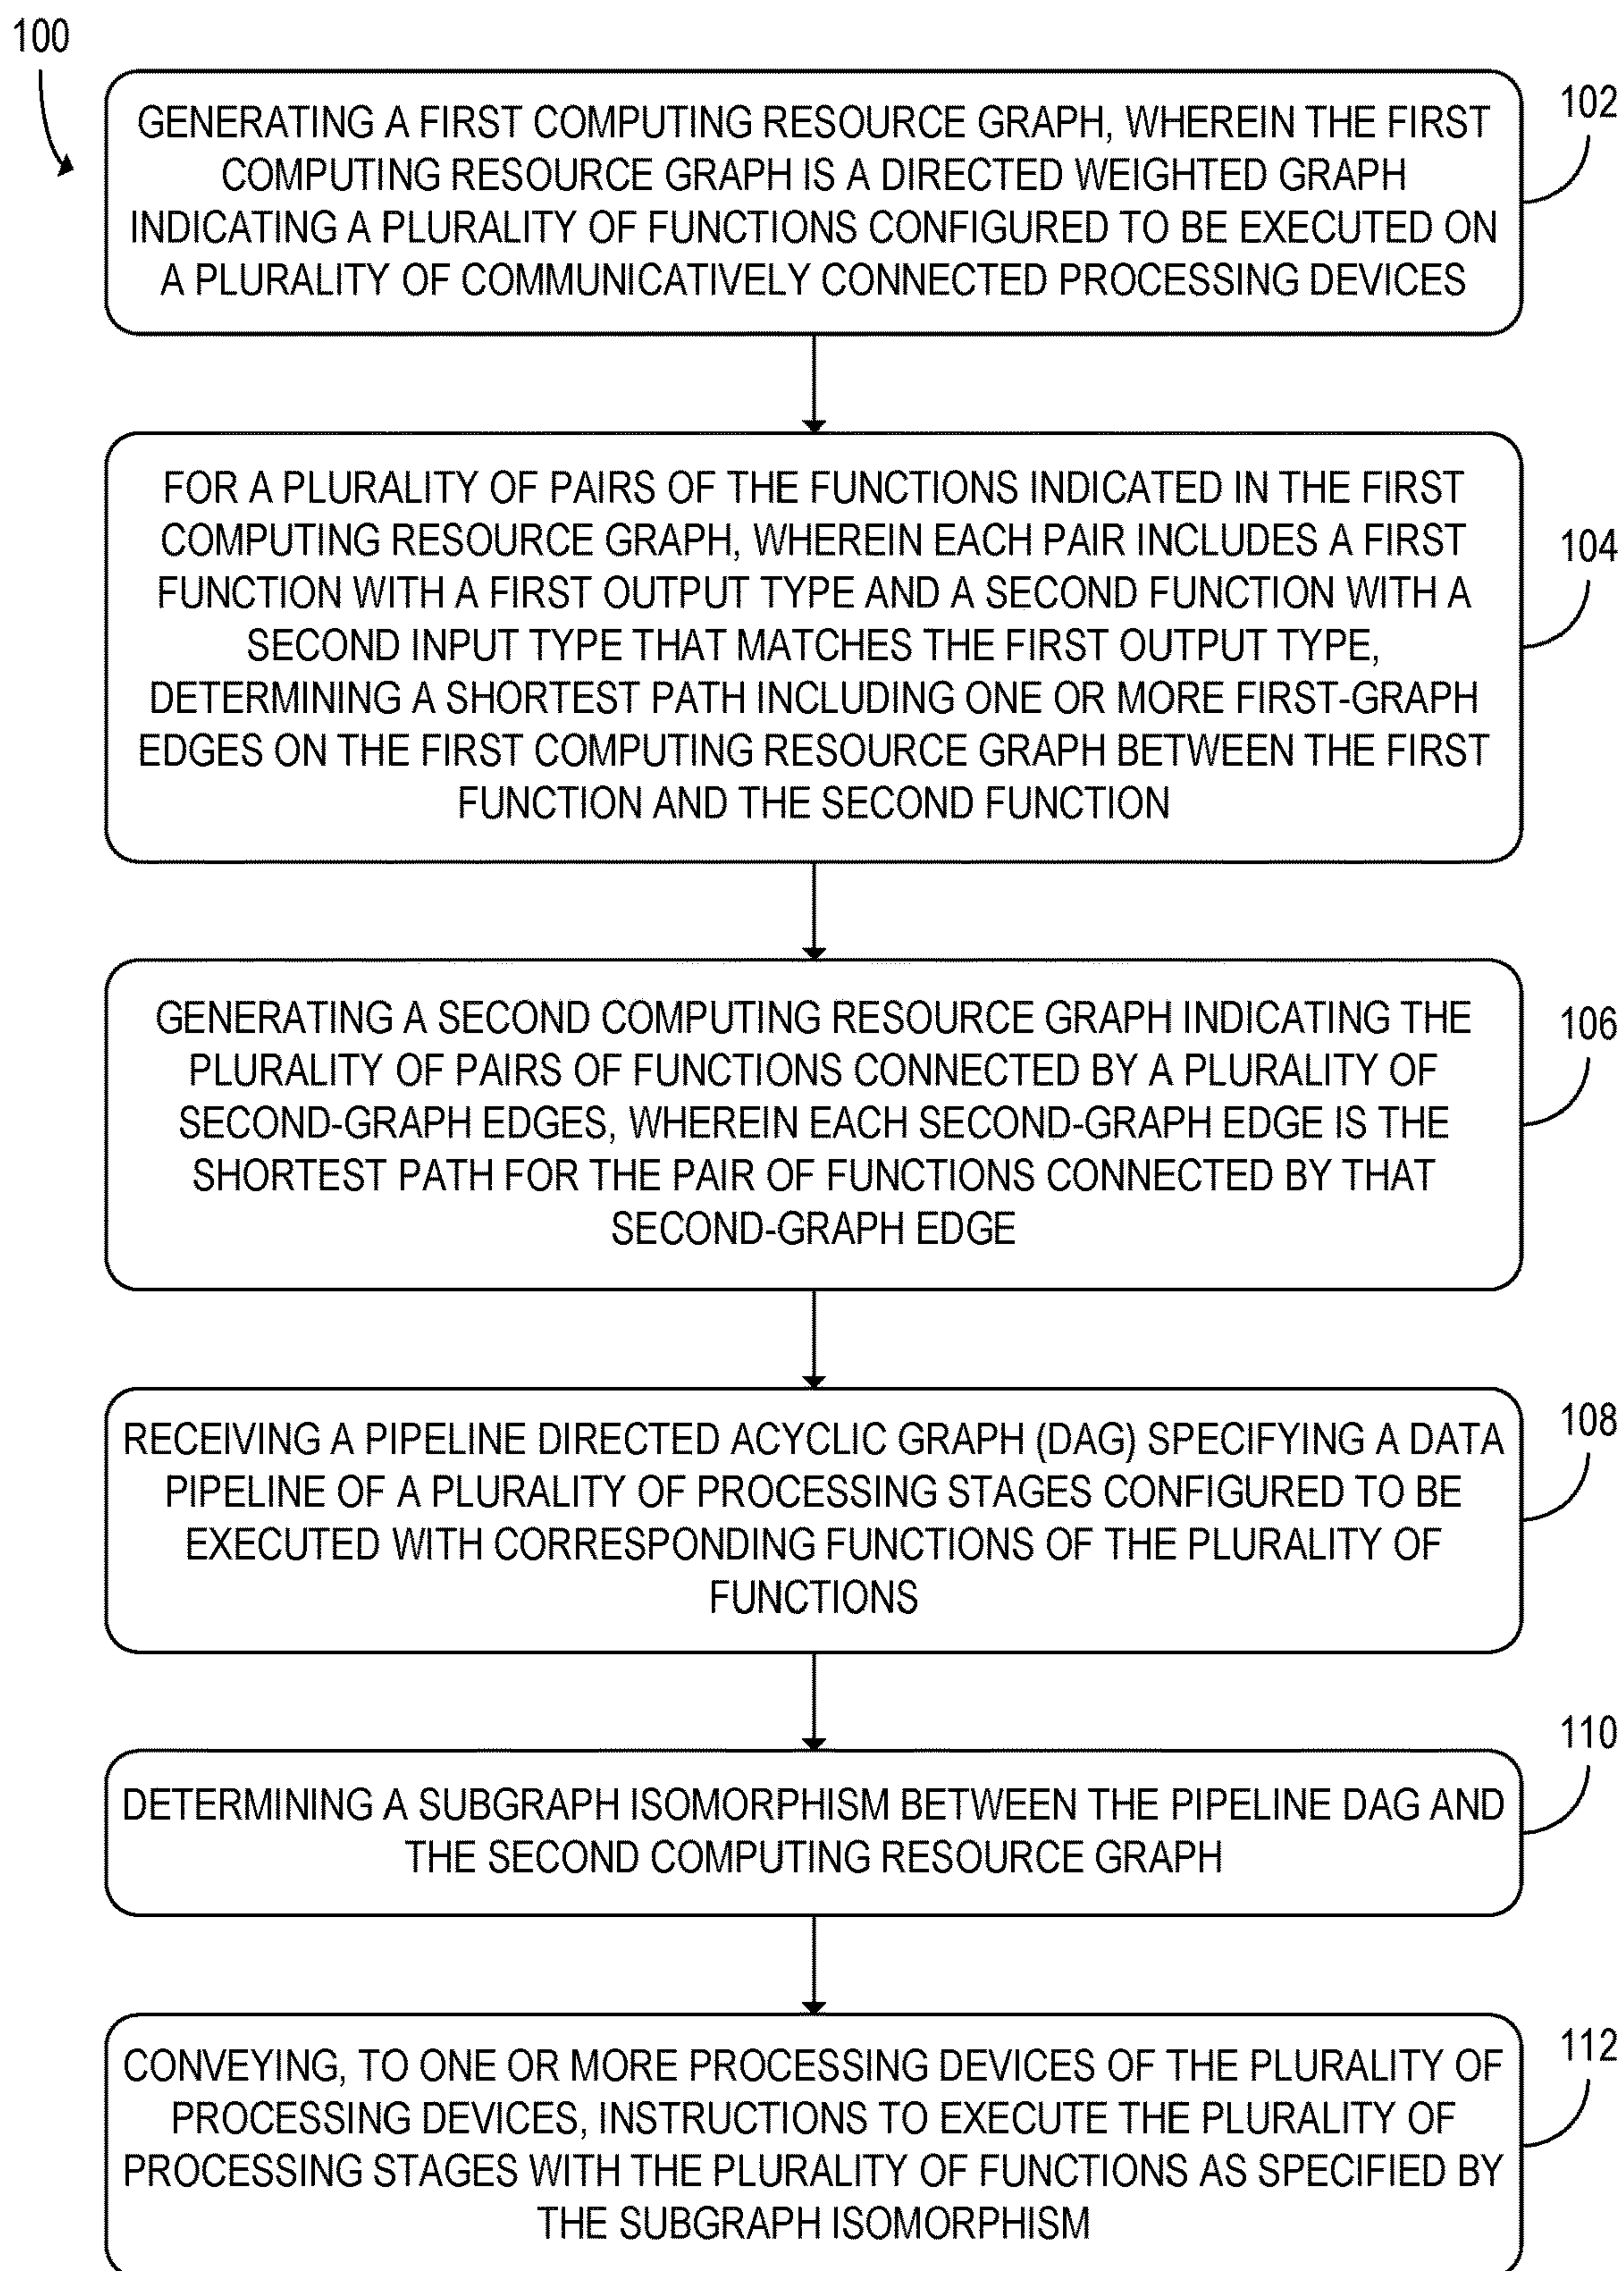 100
GENERATING A FIRST COMPUTING RESOURCE GRAPH, WHEREIN THE FIRST
COMPUTING RESOURCE GRAPH IS A DIRECTED WEIGHTED GRAPH
INDICATING A PLURALITY OF FUNCTIONS CONFIGURED TO BE EXECUTED ON
A PLURALITY OF COMMUNICATIVELY CONNECTED PROCESSING DEVICES
102
FOR A PLURALITY OF PAIRS OF THE FUNCTIONS INDICATED IN THE FIRST
COMPUTING RESOURCE GRAPH, WHEREIN EACH PAIR INCLUDES A FIRST
FUNCTION WITH A FIRST OUTPUT TYPE AND A SECOND FUNCTION WITH A
SECOND INPUT TYPE THAT MATCHES THE FIRST OUTPUT TYPE,
DETERMINING A SHORTEST PATH INCLUDING ONE OR MORE FIRST-GRAPH
EDGES ON THE FIRST COMPUTING RESOURCE GRAPH BETWEEN THE FIRST
FUNCTION AND THE SECOND FUNCTION
104
GENERATING A SECOND COMPUTING RESOURCE GRAPH INDICATING THE
PLURALITY OF PAIRS OF FUNCTIONS CONNECTED BY A PLURALITY OF
SECOND-GRAPH EDGES, WHEREIN EACH SECOND-GRAPH EDGE IS THE
SHORTEST PATH FOR THE PAIR OF FUNCTIONS CONNECTED BY THAT
SECOND-GRAPH EDGE
106
RECEIVING A PIPELINE DIRECTED ACYCLIC GRAPH (DAG) SPECIFYING A DATA
PIPELINE OF A PLURALITY OF PROCESSING STAGES CONFIGURED TO BE
EXECUTED WITH CORRESPONDING FUNCTIONS OF THE PLURALITY OF
FUNCTIONS
108
DETERMINING A SUBGRAPH ISOMORPHISM BETWEEN THE PIPELINE DAG AND
THE SECOND COMPUTING RESOURCE GRAPH
110
CONVEYING, TO ONE OR MORE PROCESSING DEVICES OF THE PLURALITY OF
PROCESSING DEVICES, INSTRUCTIONS TO EXECUTE THE PLURALITY OF
PROCESSING STAGES WITH THE PLURALITY OF FUNCTIONS AS SPECIFIED BY
THE SUBGRAPH ISOMORPHISM
112